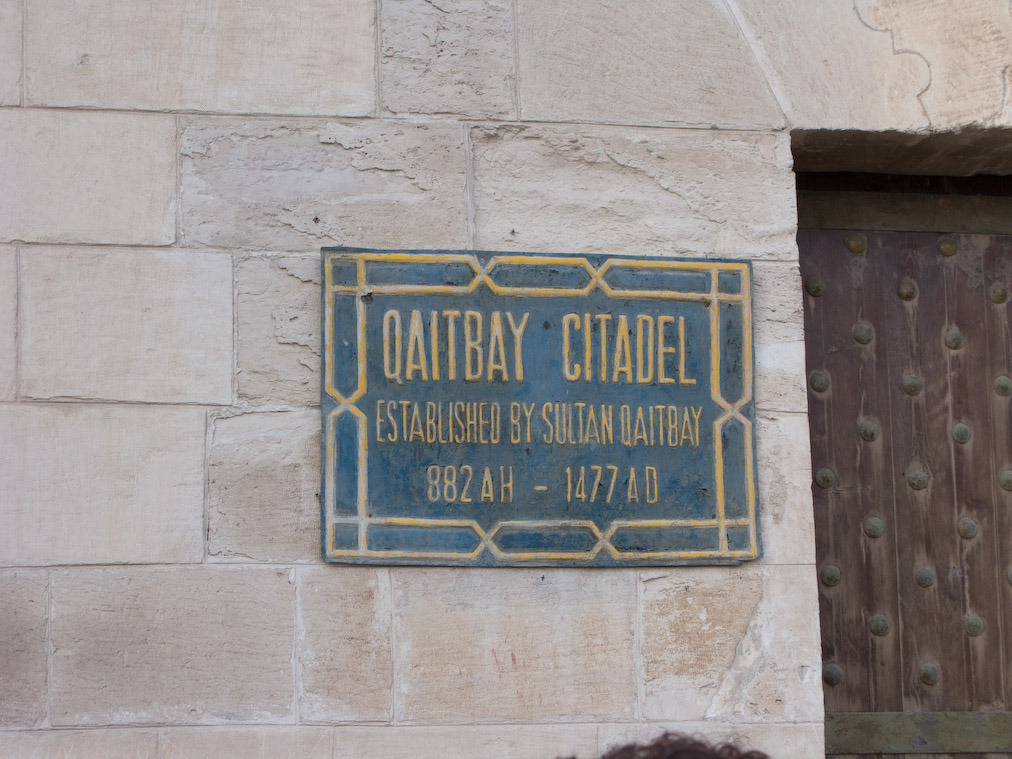 QAITBAY CITADEL
ESTABLISHED BY SULTAN QAITBAY
882 AH - 1477 AD